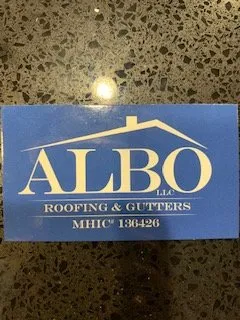 ALBO
LLC
ROOFING & GUTTERS
MHIC# 136426